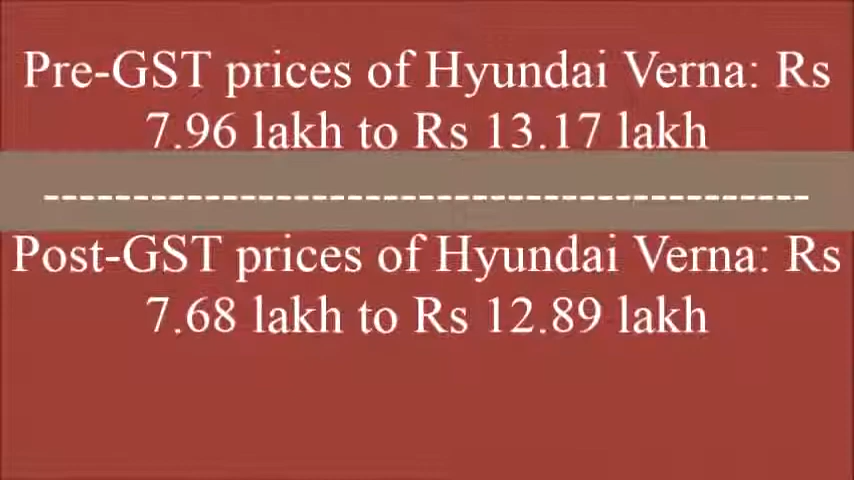 Pre-GST prices of Hyundai Verna: Rs
7.96 lakh to Rs 13.17 lakh
--------------------------------------------
Post-GST prices of Hyundai Verna: Rs
7.68 lakh to Rs 12.89 lakh